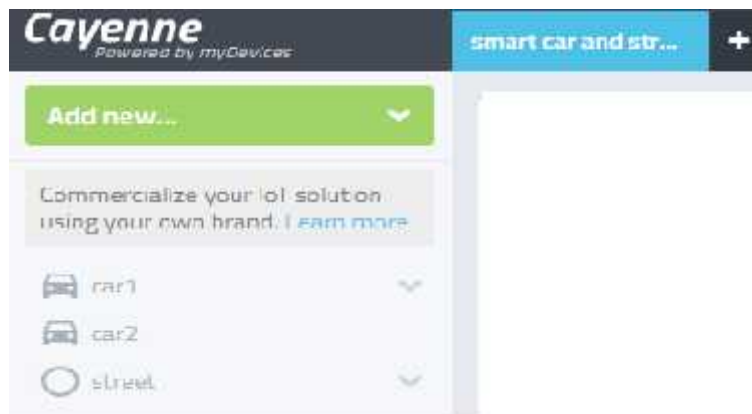 Cayenne
Powered by myDevices
smart car and str...
+
Add new...
Commercialize your IoT solution
using your own brand. Learn more
car1
car2
street